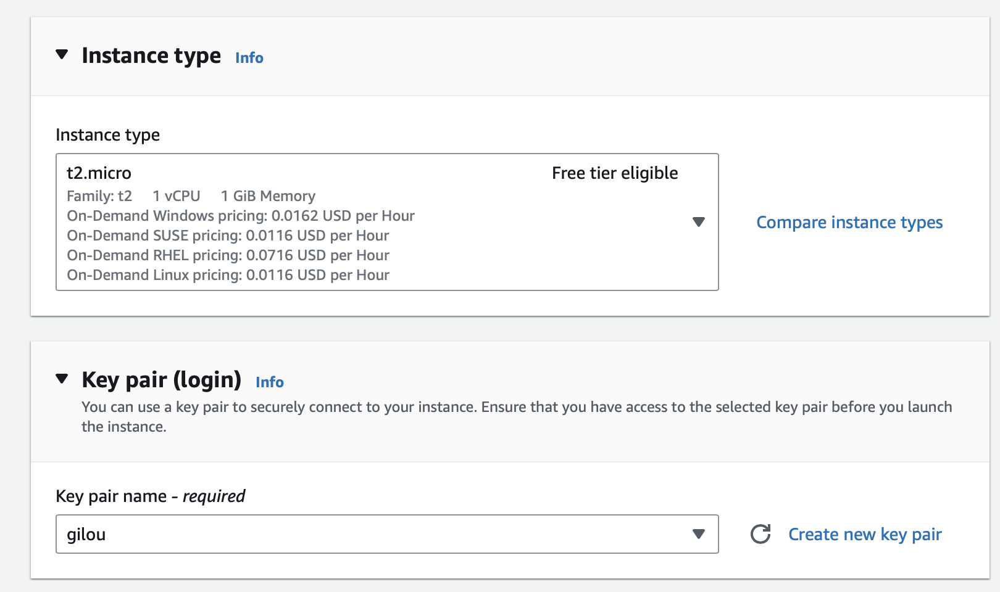 Instance type Info
Instance type
t2.micro Free tier eligible
Family: t2 1 vCPU 1 GiB Memory
On-Demand Windows pricing: 0.0162 USD per Hour
On-Demand SUSE pricing: 0.0116 USD per Hour
On-Demand RHEL pricing: 0.0716 USD per Hour
On-Demand Linux pricing: 0.0116 USD per Hour
Compare instance types
Key pair (login) Info
You can use a key pair to securely connect to your instance. Ensure that you have access to the selected key pair before you launch
the instance.
Key pair name - required
gilou
Create new key pair